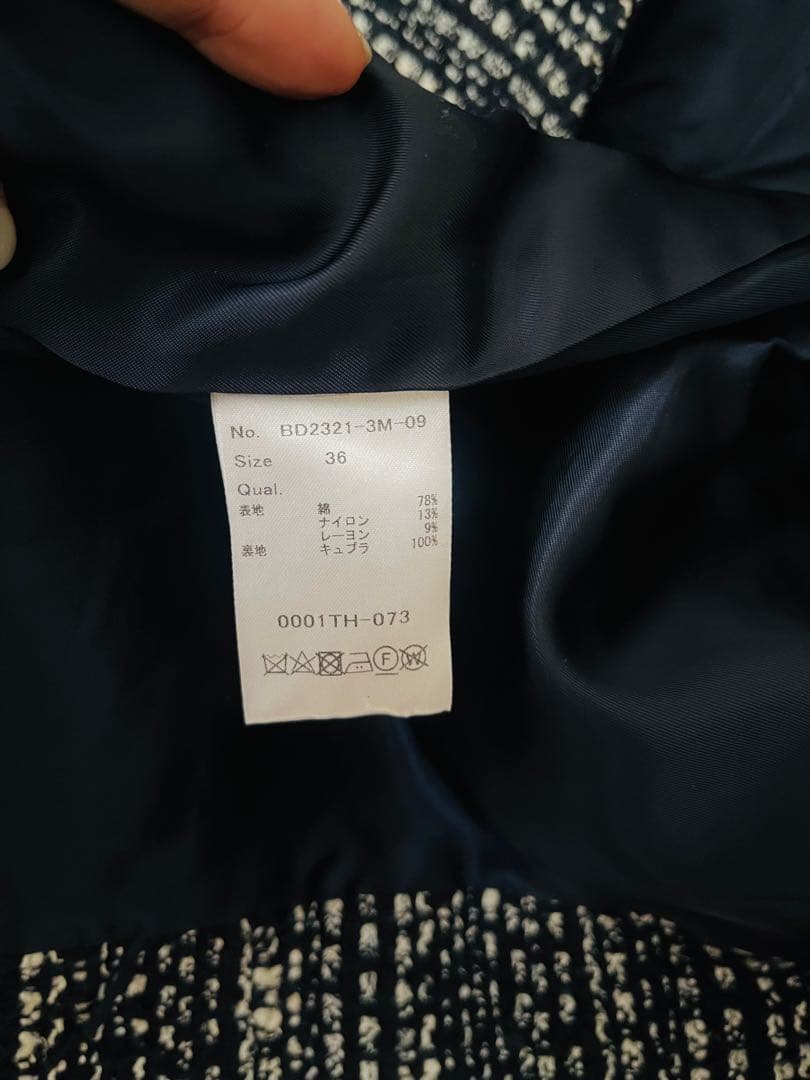 No. BD2321-3M-09
Size 36
Qual.
表地 綿 78%
ナイロン 13%
レーヨン 9%
裏地 キュプラ 100%
0001TH-073
F W